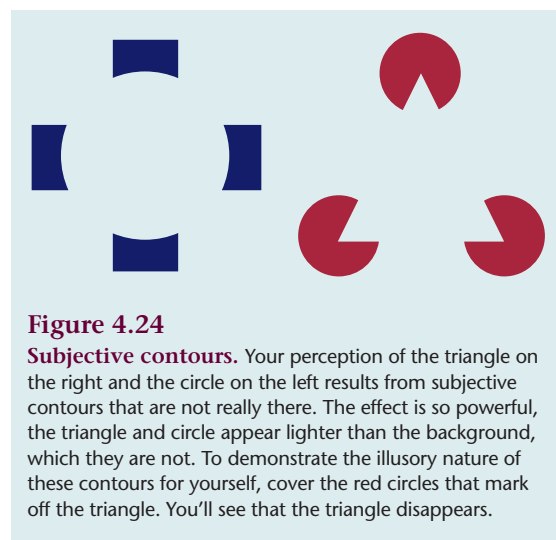 Figure 4.24
Subjective contours. Your perception of the triangle on
the right and the circle on the left results from subjective
contours that are not really there. The effect is so powerful,
the triangle and circle appear lighter than the background,
which they are not. To demonstrate the illusory nature of
these contours for yourself, cover the red circles that mark
off the triangle. You’ll see that the triangle disappears.